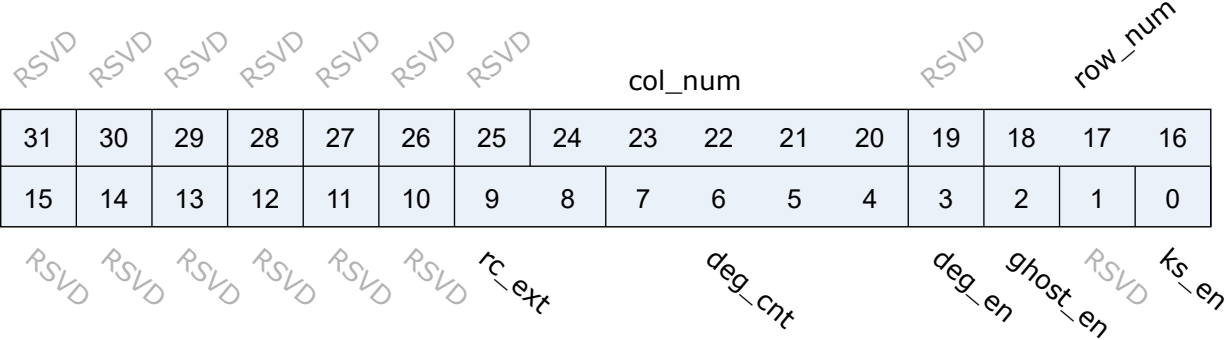 RSVD RSVD RSVD RSVD RSVD RSVD RSVD col_num RSVD row_num
31 30 29 28 27 26 25 24 23 22 21 20 19 18 17 16
15 14 13 12 11 10 9 8 7 6 5 4 3 2 1 0
RSVD RSVD RSVD RSVD RSVD RSVD rc_ext deg_cnt deg_en ghost_en RSVD ks_en